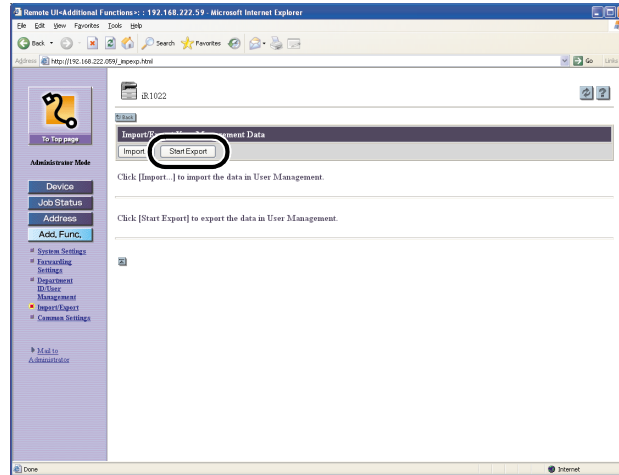 Remote UI<Additional Functions>: : 192.168.222.59 - Microsoft Internet Explorer
File Edit View Favorites Tools Help
Back Search Favorites
Address http://192.168.222.059/_impexp.html Go Links
iR1022
Back
To Top page
Import/Export User Management Data
Import Start Export
Administrator Mode
Click [Import...] to import the data in User Management.
Device
Job Status
Address
Add. Func.
Click [Start Export] to export the data in User Management.
System Settings
Forwarding
Settings
Department
ID/User
Management
Import/Export
Common Settings
Mail to
Administrator
Done Internet